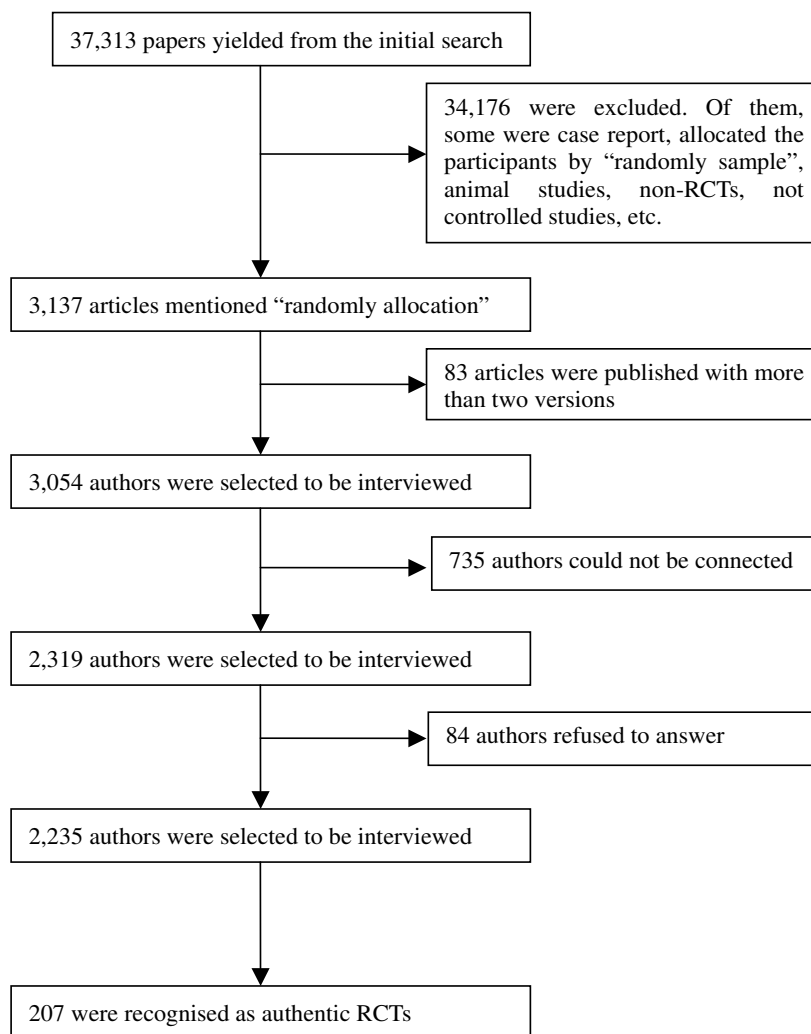 37,313 papers yielded from the initial search
34,176 were excluded. Of them,
some were case report, allocated the
participants by “randomly sample”,
animal studies, non-RCTs, not
controlled studies, etc.
3,137 articles mentioned “randomly allocation”
83 articles were published with more
than two versions
3,054 authors were selected to be interviewed
735 authors could not be connected
2,319 authors were selected to be interviewed
84 authors refused to answer
2,235 authors were selected to be interviewed
207 were recognised as authentic RCTs